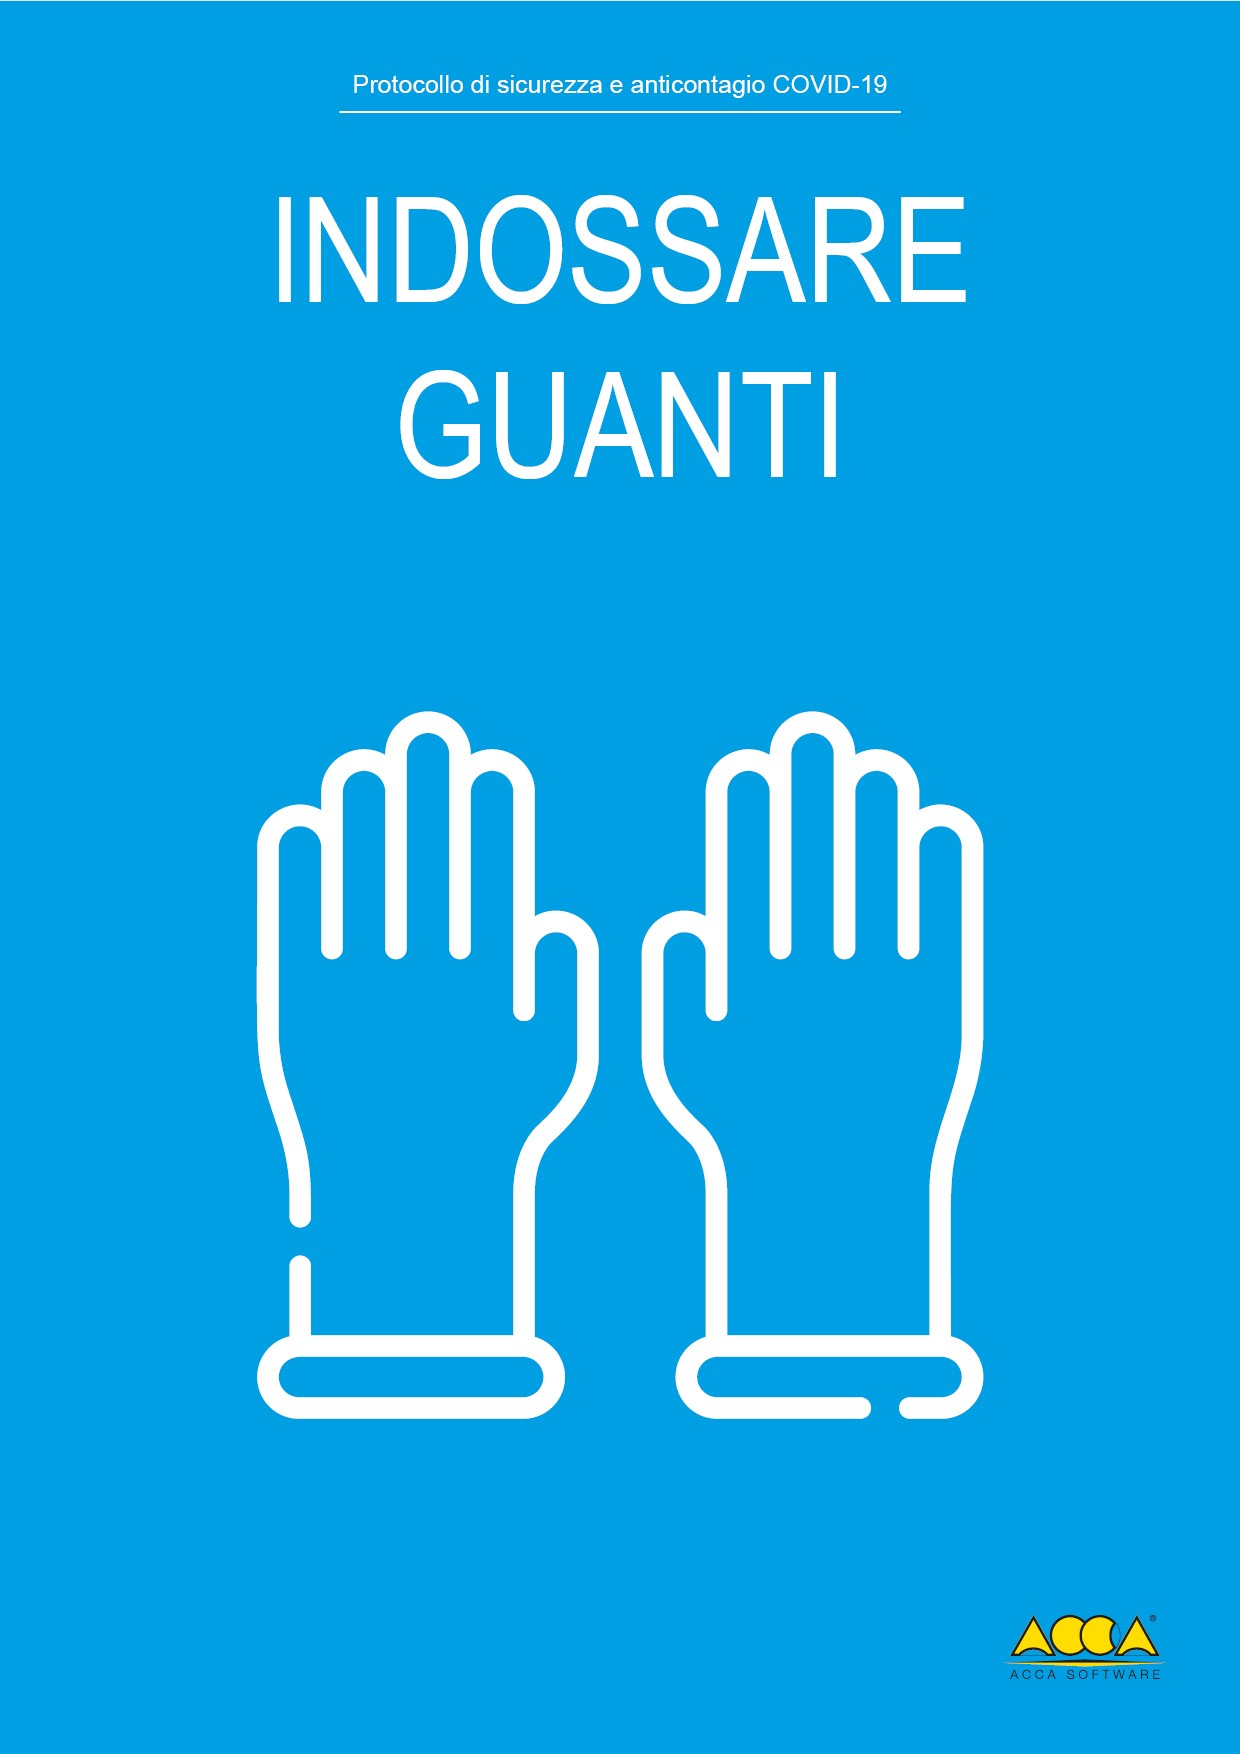 Protocollo di sicurezza e anticontagio COVID-19
INDOSSARE
GUANTI
ACCA®
ACCA SOFTWARE